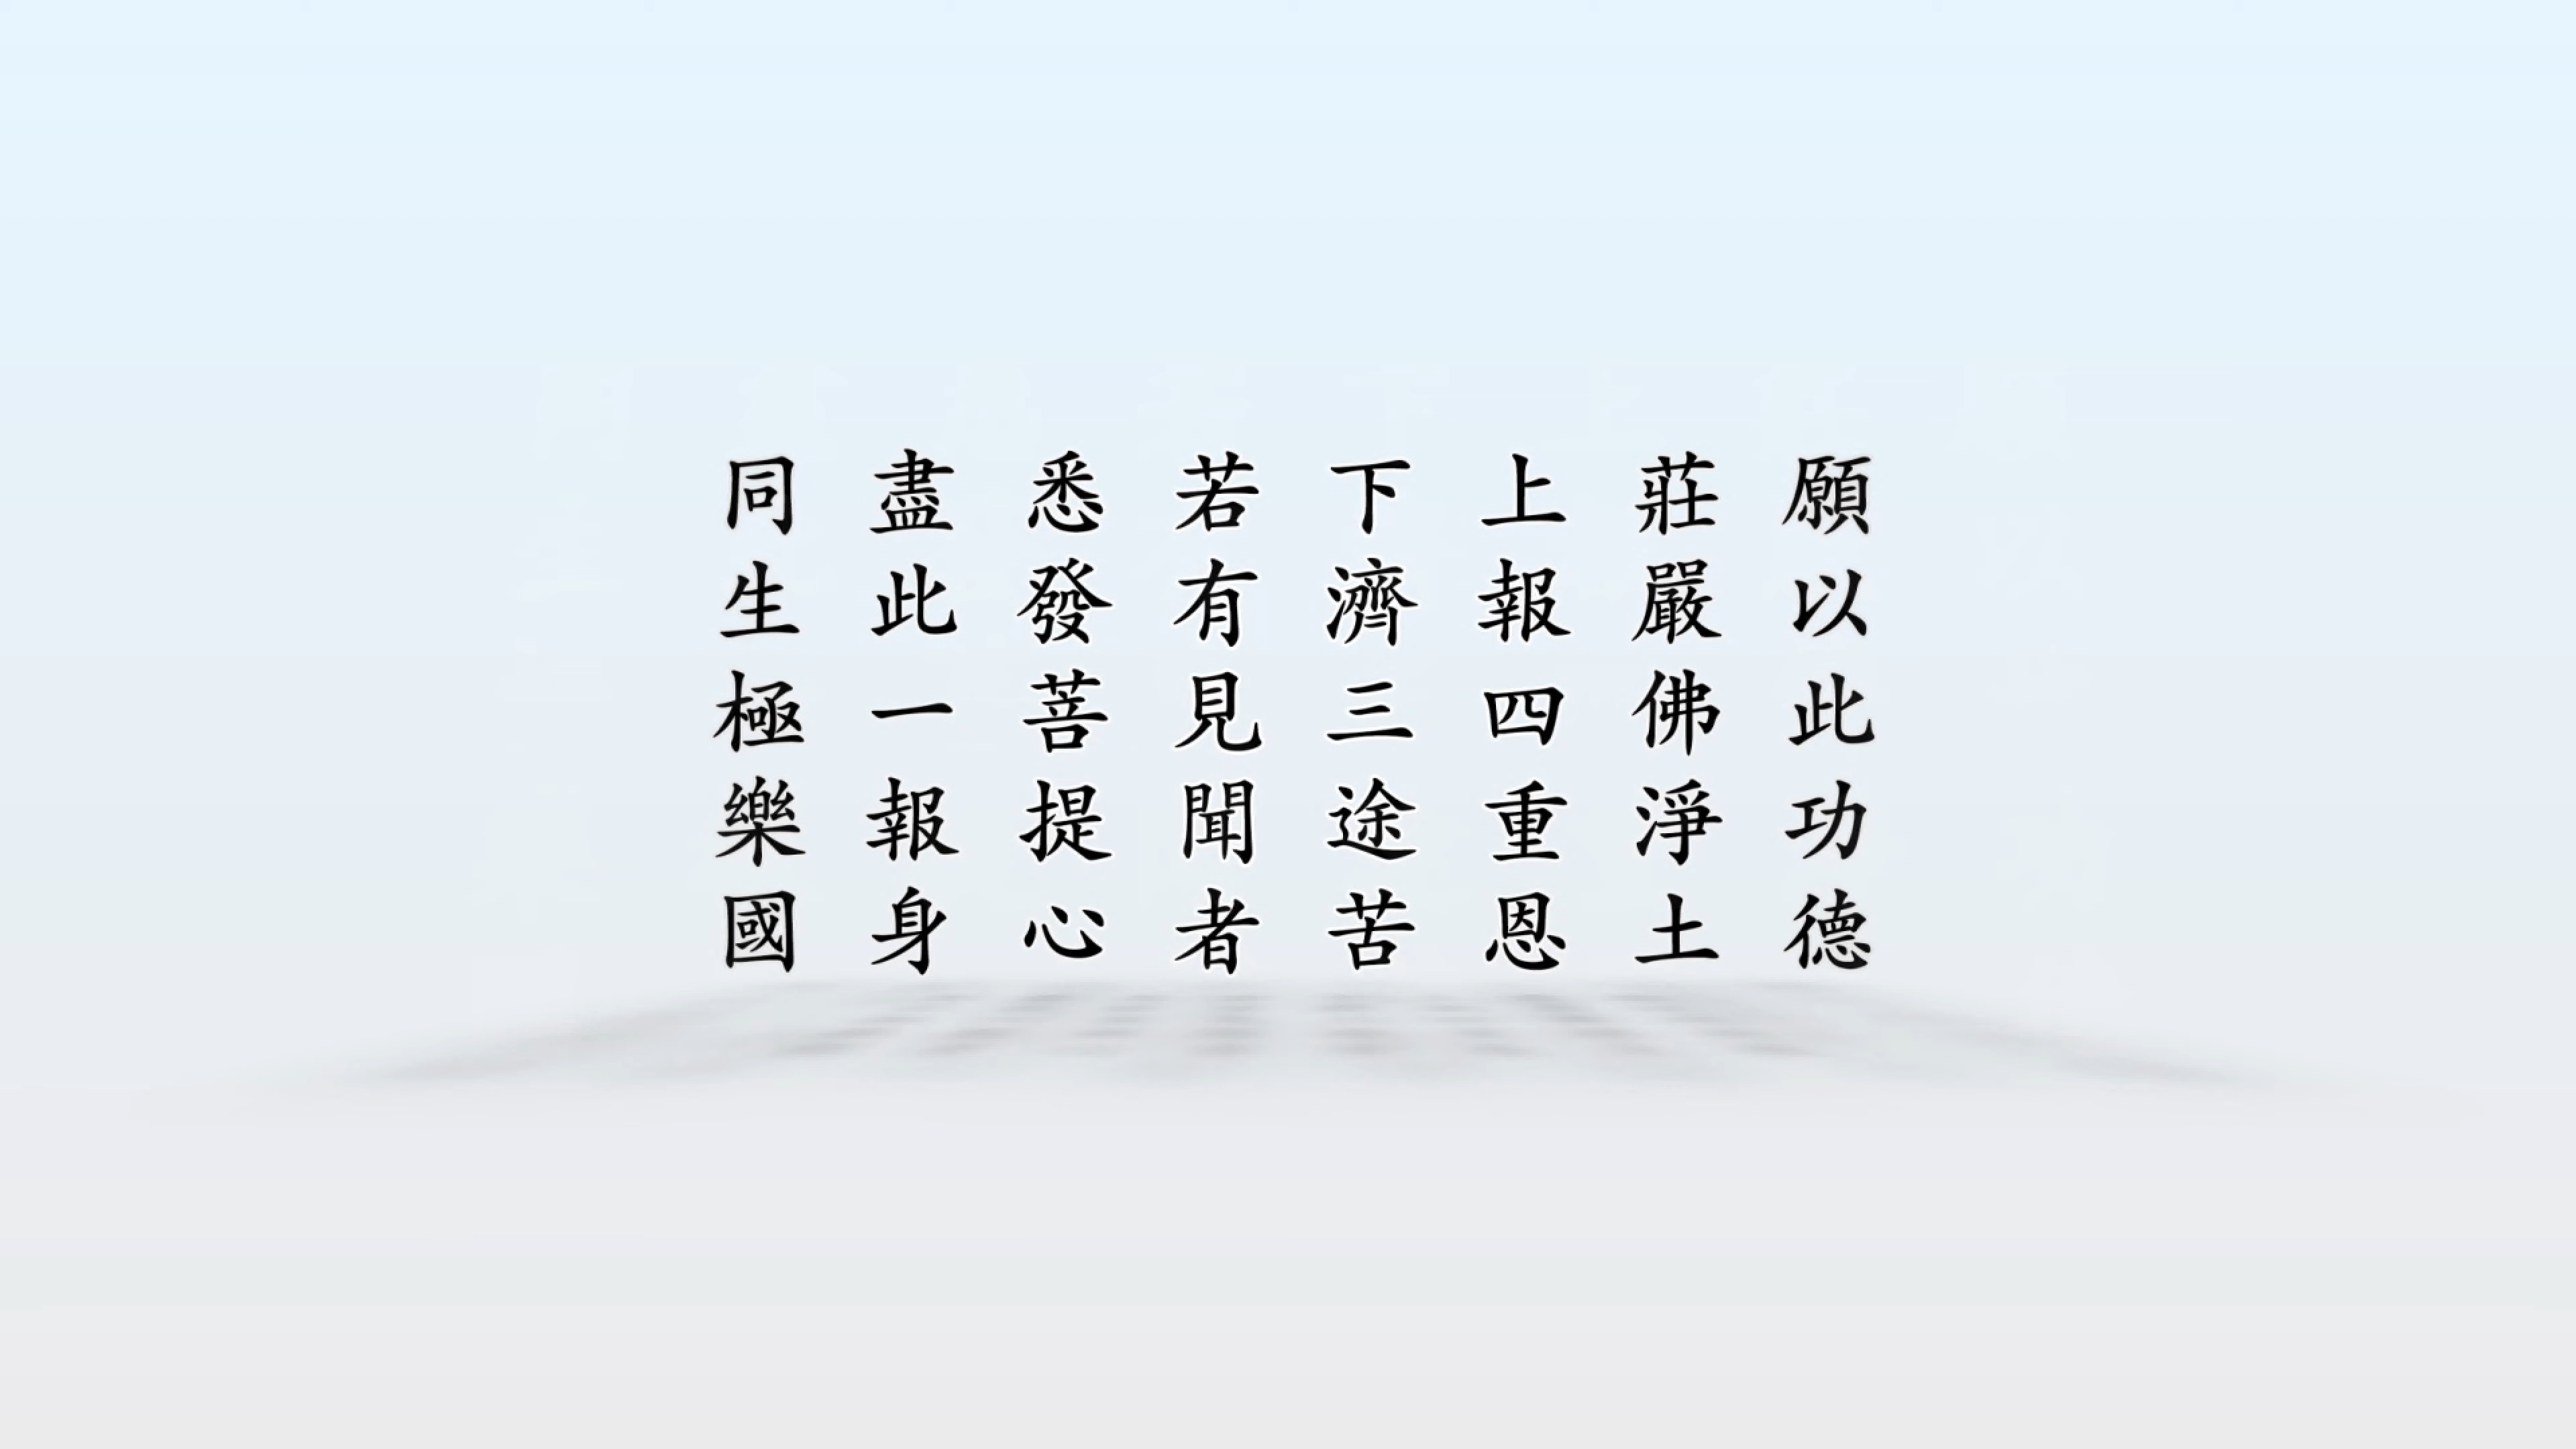 願以此功德
莊嚴佛淨土
上報四重恩
下濟三途苦
若有見聞者
悉發菩提心
盡此一報身
同生極樂國